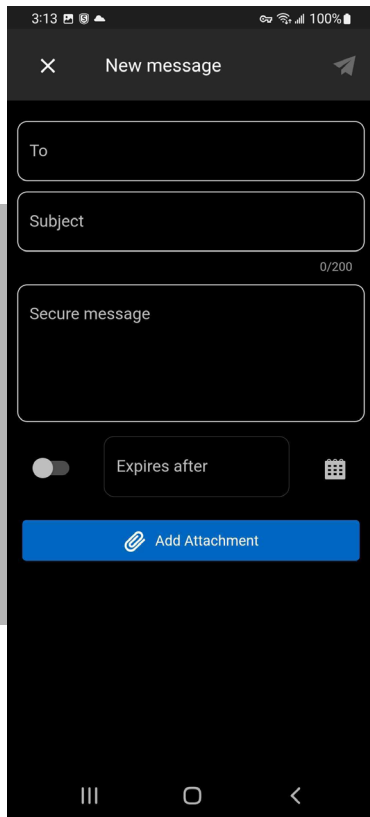 3:13 100%
New message
To
Subject
0/200
Secure message
Expires after
Add Attachment